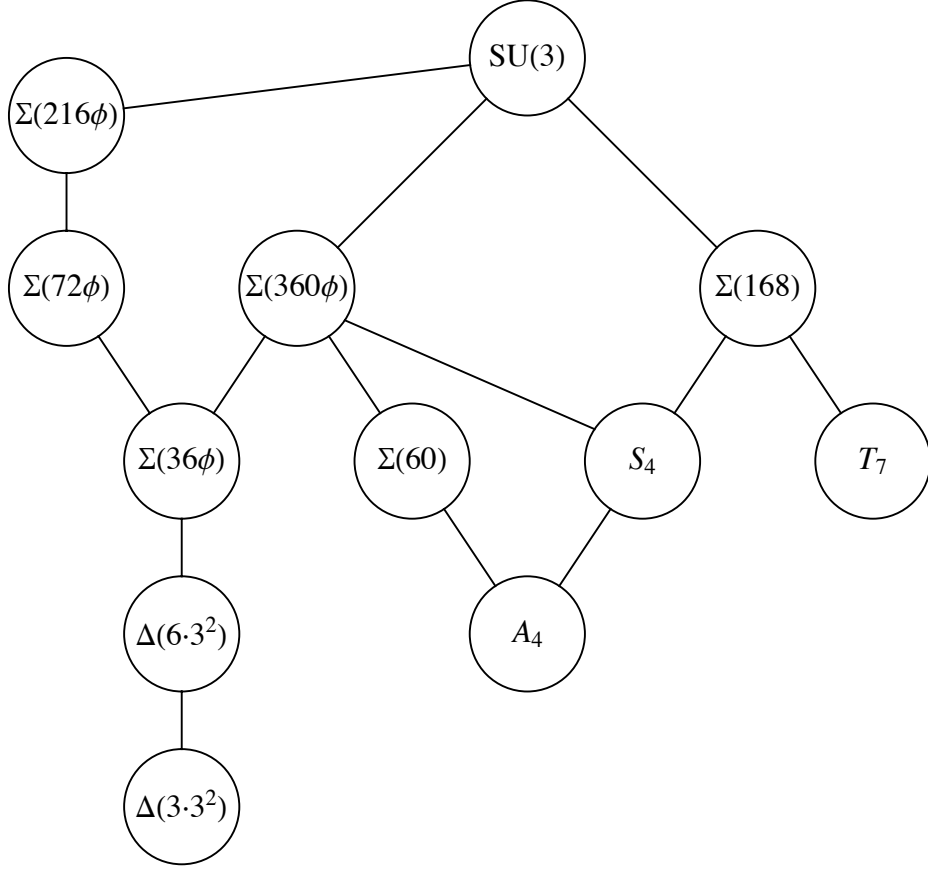 SU(3)
Σ(216ϕ)
Σ(72ϕ)
Σ(360ϕ)
Σ(168)
Σ(36ϕ)
Σ(60)
S₄
T₇
Δ(6·3²)
A₄
Δ(3·3²)